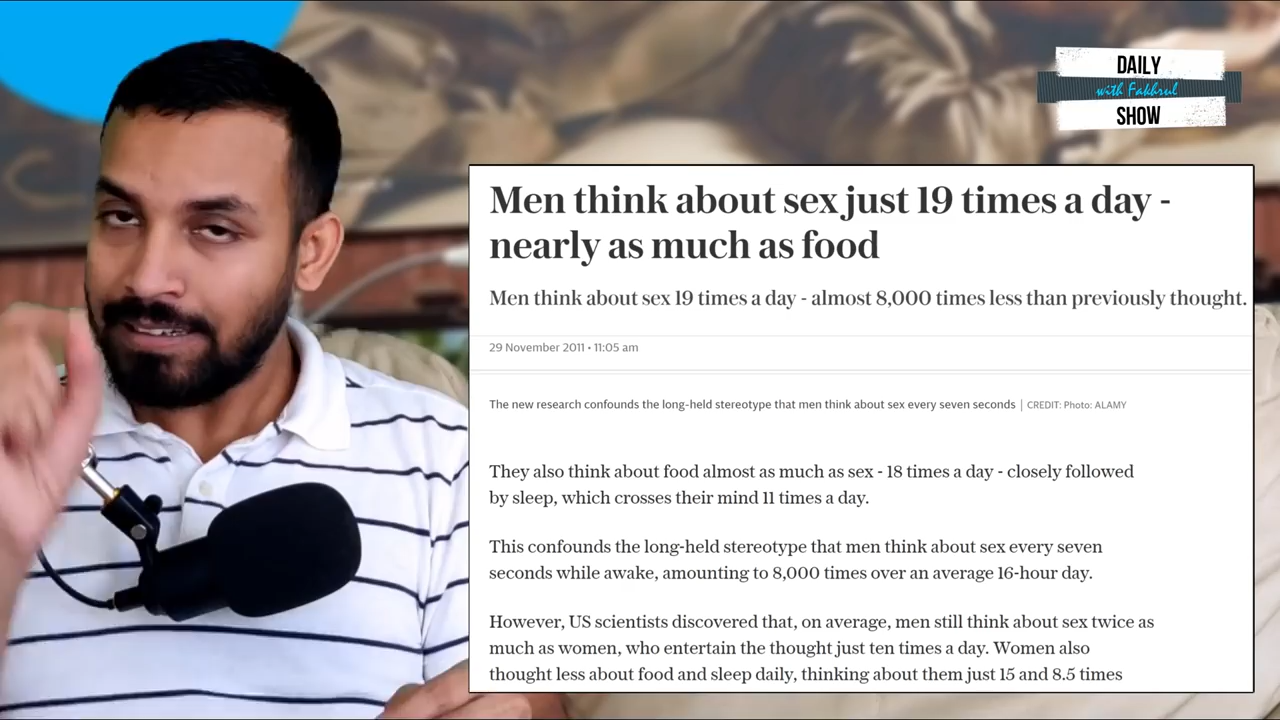 DAILY
with Fakhrul
SHOW
Men think about sex just 19 times a day -
nearly as much as food
Men think about sex 19 times a day - almost 8,000 times less than previously thought.
29 November 2011 • 11:05 am
The new research confounds the long-held stereotype that men think about sex every seven seconds | CREDIT: Photo: ALAMY
They also think about food almost as much as sex - 18 times a day - closely followed
by sleep, which crosses their mind 11 times a day.
This confounds the long-held stereotype that men think about sex every seven
seconds while awake, amounting to 8,000 times over an average 16-hour day.
However, US scientists discovered that, on average, men still think about sex twice as
much as women, who entertain the thought just ten times a day. Women also
thought less about food and sleep daily, thinking about them just 15 and 8.5 times